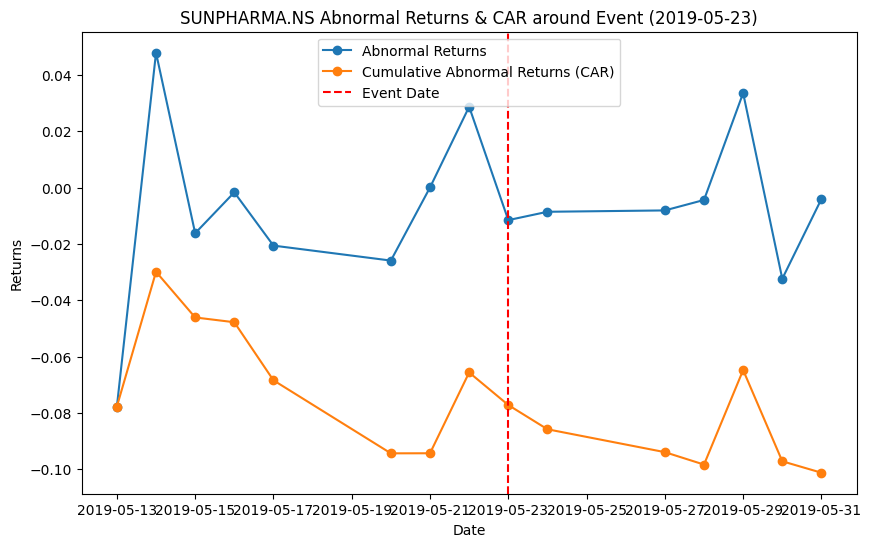 SUNPHARMA.NS Abnormal Returns & CAR around Event (2019-05-23)
Abnormal Returns
Cumulative Abnormal Returns (CAR)
Event Date
Returns
0.04
0.02
0.00
−0.02
−0.04
−0.06
−0.08
−0.10
2019-05-13 2019-05-15 2019-05-17 2019-05-19 2019-05-21 2019-05-23 2019-05-25 2019-05-27 2019-05-29 2019-05-31
Date